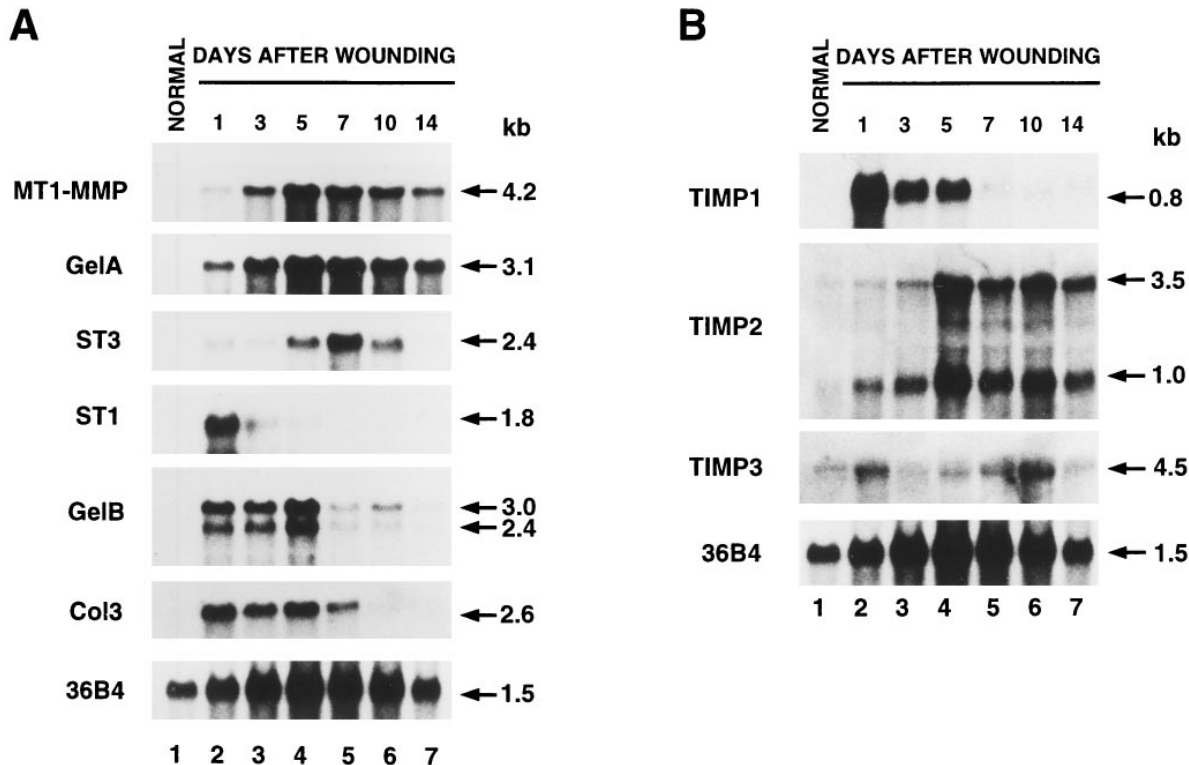 A
NORMAL
DAYS AFTER WOUNDING
1 3 5 7 10 14
kb
MT1-MMP 4.2
GelA 3.1
ST3 2.4
ST1 1.8
GelB 3.0
2.4
Col3 2.6
36B4 1.5
1 2 3 4 5 6 7
B
NORMAL
DAYS AFTER WOUNDING
1 3 5 7 10 14
kb
TIMP1 0.8
3.5
TIMP2
1.0
TIMP3 4.5
36B4 1.5
1 2 3 4 5 6 7